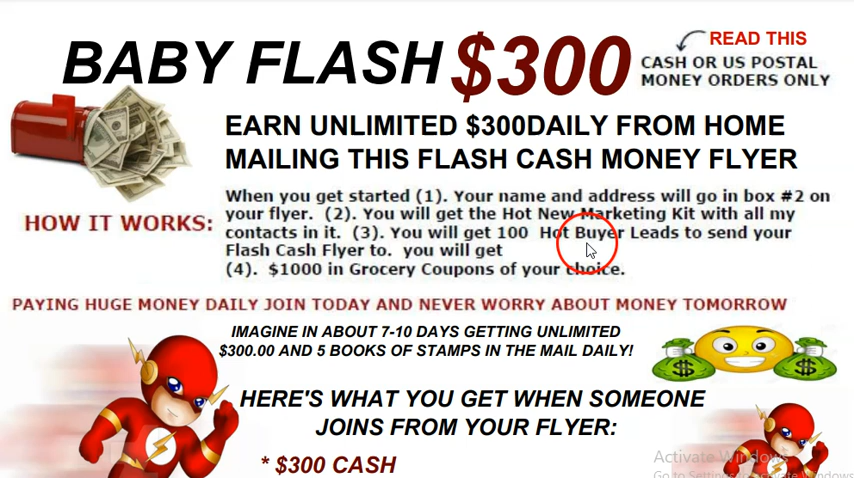 BABY FLASH $300
READ THIS
CASH OR US POSTAL
MONEY ORDERS ONLY
EARN UNLIMITED $300DAILY FROM HOME
MAILING THIS FLASH CASH MONEY FLYER
HOW IT WORKS:
When you get started (1). Your name and address will go in box #2 on
your flyer. (2). You will get the Hot New Marketing Kit with all my
contacts in it. (3). You will get 100 Hot Buyer Leads to send your
Flash Cash Flyer to. you will get
(4). $1000 in Grocery Coupons of your choice.
PAYING HUGE MONEY DAILY JOIN TODAY AND NEVER WORRY ABOUT MONEY TOMORROW
IMAGINE IN ABOUT 7-10 DAYS GETTING UNLIMITED
$300.00 AND 5 BOOKS OF STAMPS IN THE MAIL DAILY!
HERE'S WHAT YOU GET WHEN SOMEONE
JOINS FROM YOUR FLYER:
* $300 CASH
Activate Windows
Go to Settings to activate Windows